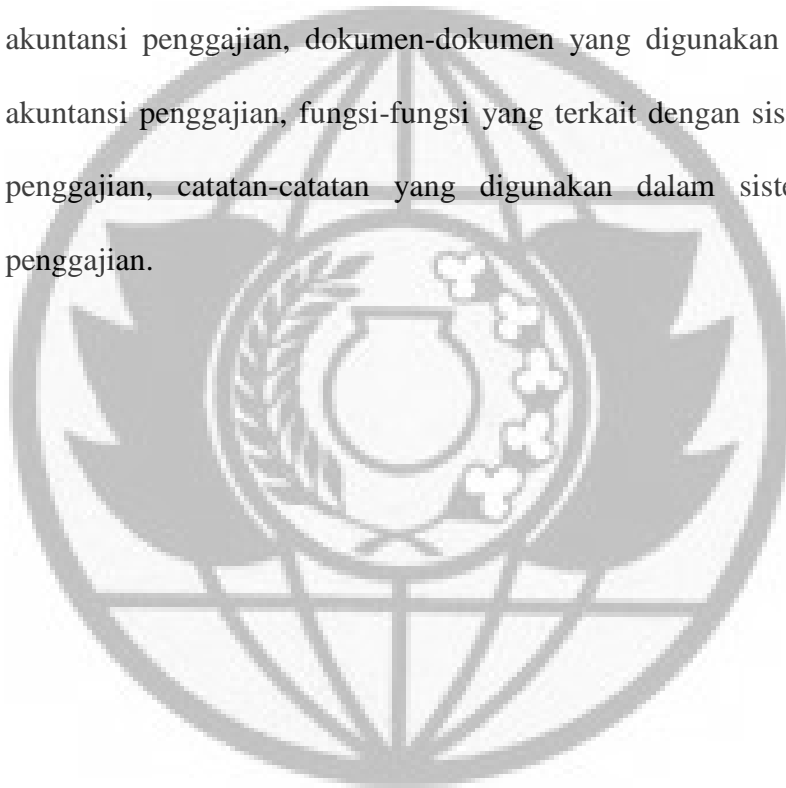 akuntansi penggajian, dokumen-dokumen yang digunakan
akuntansi penggajian, fungsi-fungsi yang terkait dengan sis
penggajian, catatan-catatan yang digunakan dalam siste
penggajian.